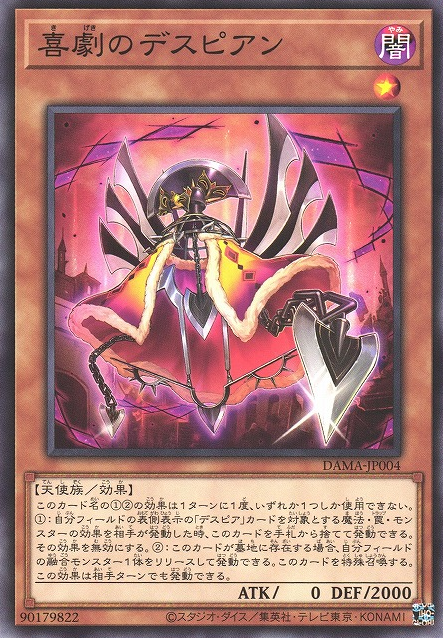 喜劇のデスピアン
闇
DAMA-JP004
【天使族/効果】
このカード名の①②の効果は1ターンに1度、いずれか1つしか使用できない。
①:自分フィールドの表側表示の「デスピア」カードを対象とする魔法・罠・モン
スターの効果を相手が発動した時、このカードを手札から捨てて発動できる。
その効果を無効にする。②:このカードが墓地に存在する場合、自分フィールド
の融合モンスター1体をリリースして発動できる。このカードを特殊召喚する。
この効果は相手ターンでも発動できる。
ATK/ 0 DEF/2000
90179822 ©スタジオ・ダイス/集英社・テレビ東京・KONAMI